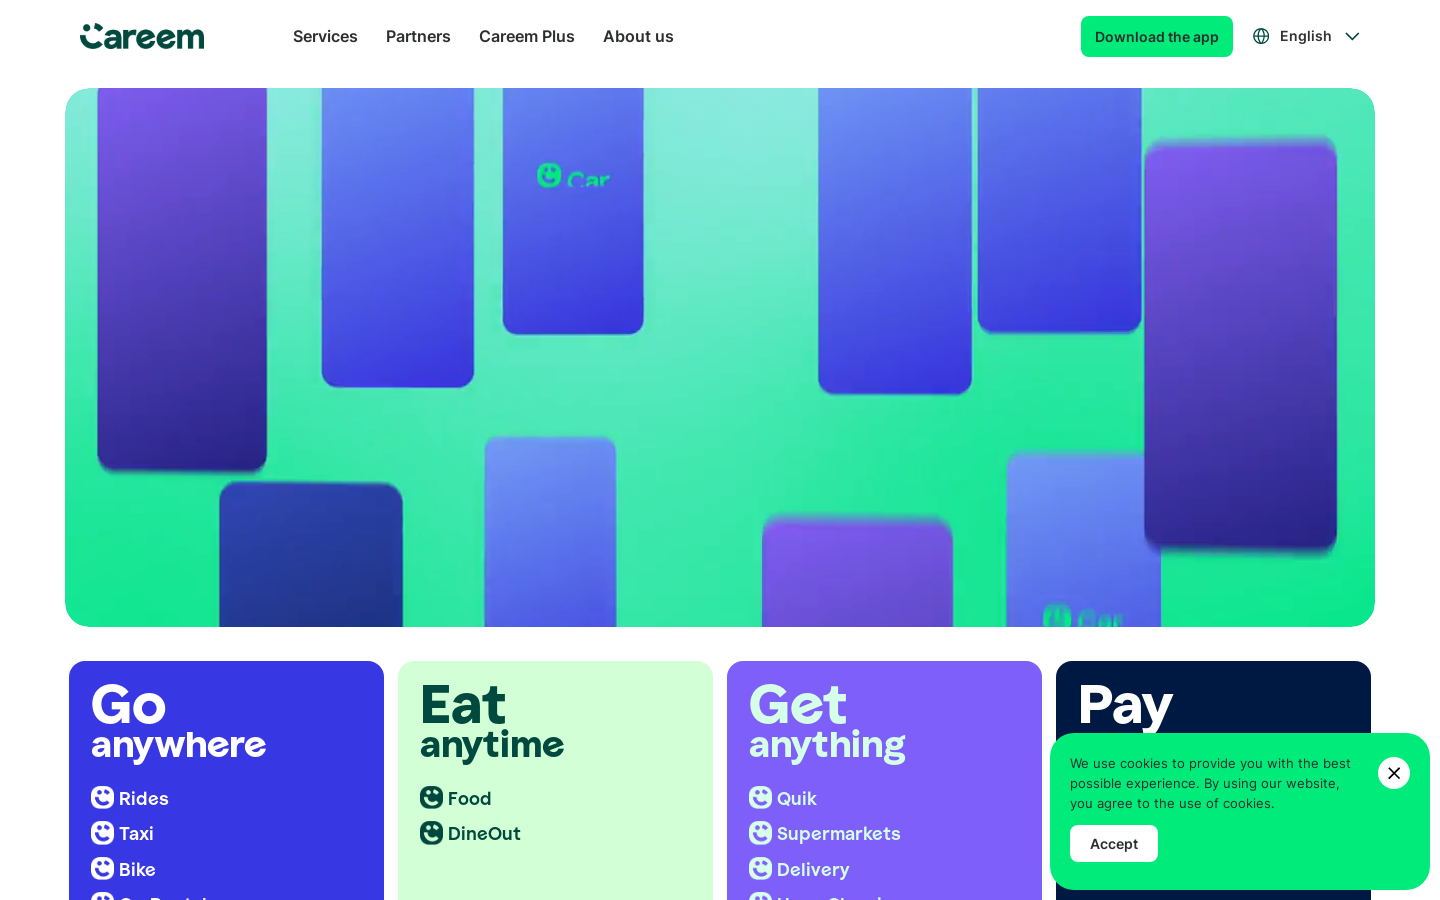 Careem
Services
Partners
Careem Plus
About us
Download the app
English
Car
Go
anywhere
Rides
Taxi
Bike
Eat
anytime
Food
DineOut
Get
anything
Quik
Supermarkets
Delivery
Pay
We use cookies to provide you with the best
possible experience. By using our website,
you agree to the use of cookies.
Accept